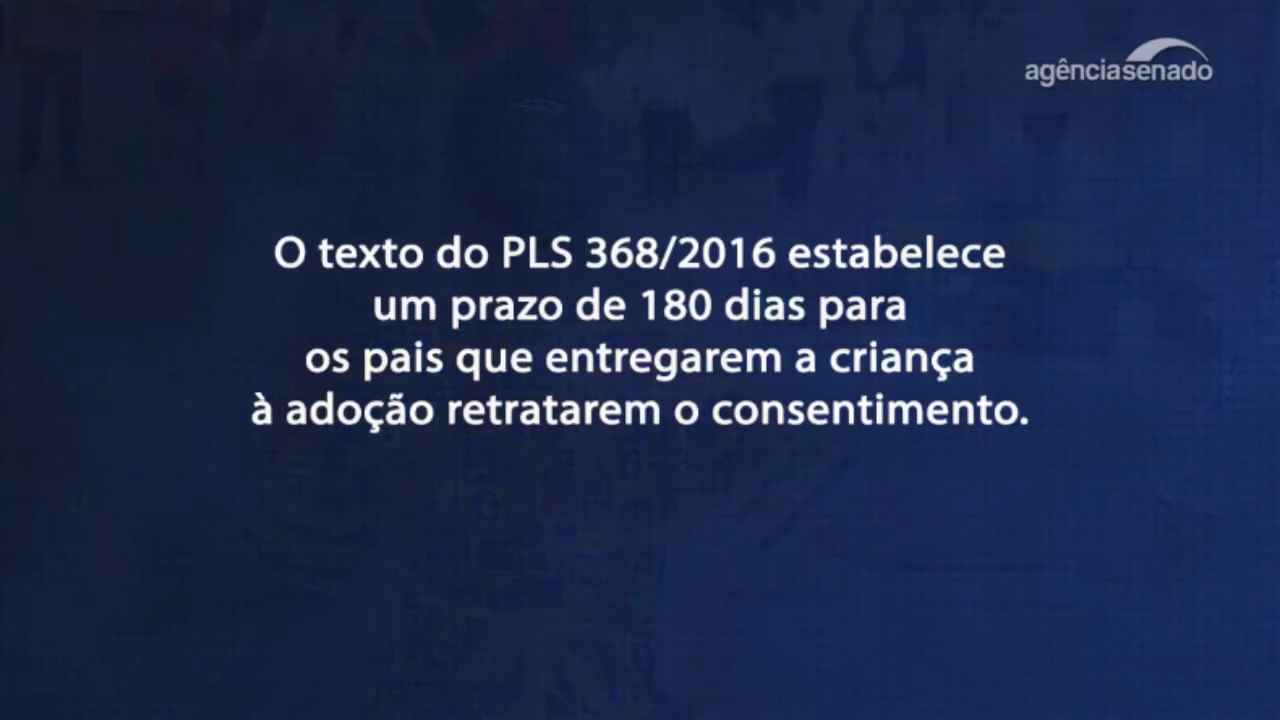 agênciasenado
O texto do PLS 368/2016 estabelece
um prazo de 180 dias para
os pais que entregarem a criança
à adoção retratarem o consentimento.